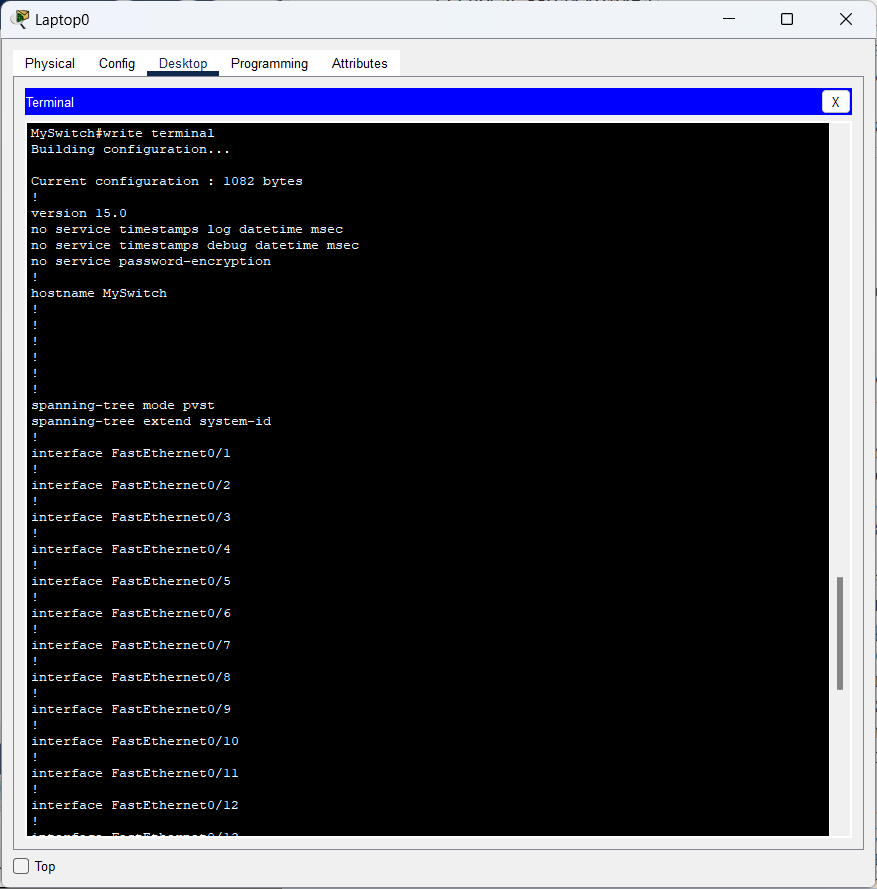 Laptop0
Physical Config Desktop Programming Attributes
Terminal X
MySwitch#write terminal
Building configuration...
Current configuration : 1082 bytes
!
version 15.0
no service timestamps log datetime msec
no service timestamps debug datetime msec
no service password-encryption
!
hostname MySwitch
!
!
!
!
!
!
spanning-tree mode pvst
spanning-tree extend system-id
!
interface FastEthernet0/1
!
interface FastEthernet0/2
!
interface FastEthernet0/3
!
interface FastEthernet0/4
!
interface FastEthernet0/5
!
interface FastEthernet0/6
!
interface FastEthernet0/7
!
interface FastEthernet0/8
!
interface FastEthernet0/9
!
interface FastEthernet0/10
!
interface FastEthernet0/11
!
interface FastEthernet0/12
!
Top